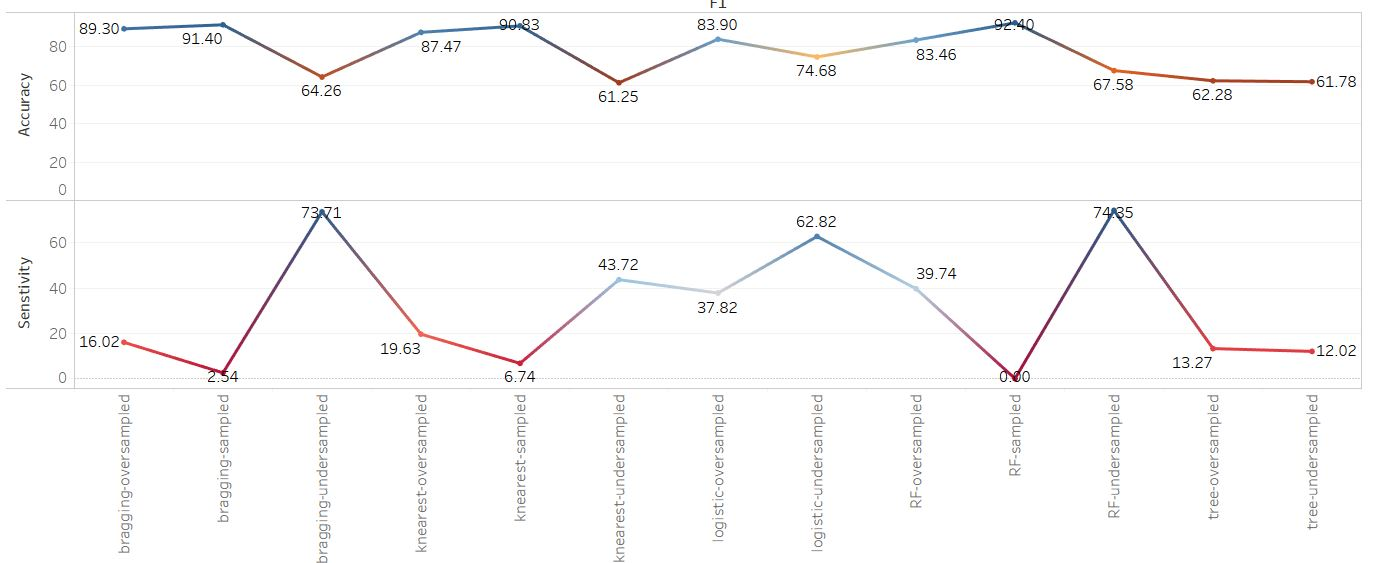 F1
Accuracy
80
60
40
20
0
89.30
91.40
64.26
87.47
90.83
61.25
83.90
74.68
83.46
92.40
67.58
62.28
61.78
Senstivity
60
40
20
0
16.02
2.54
73.71
19.63
6.74
43.72
37.82
62.82
39.74
0.00
74.35
13.27
12.02
bragging-oversampled
bragging-sampled
bragging-undersampled
knearest-oversampled
knearest-sampled
knearest-undersampled
logistic-oversampled
logistic-undersampled
RF-oversampled
RF-sampled
RF-undersampled
tree-oversampled
tree-undersampled